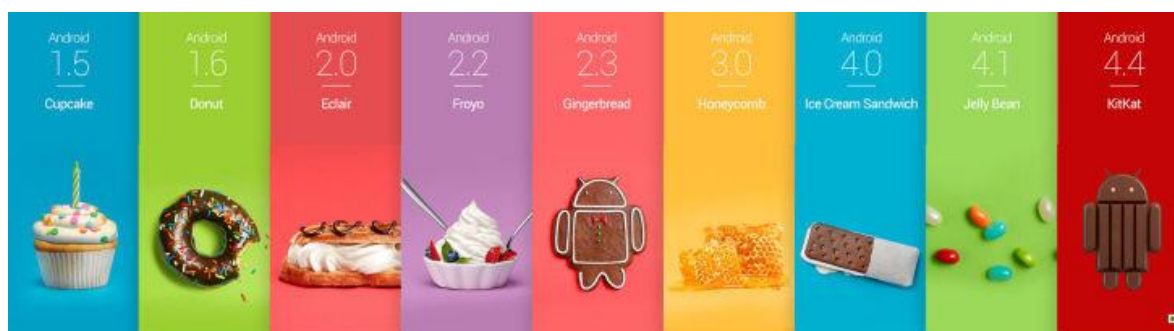 Android
1.5
Cupcake
Android
1.6
Donut
Android
2.0
Eclair
Android
2.2
Froyo
Android
2.3
Gingerbread
Android
3.0
Honeycomb
Android
4.0
Ice Cream Sandwich
Android
4.1
Jelly Bean
Android
4.4
KitKat